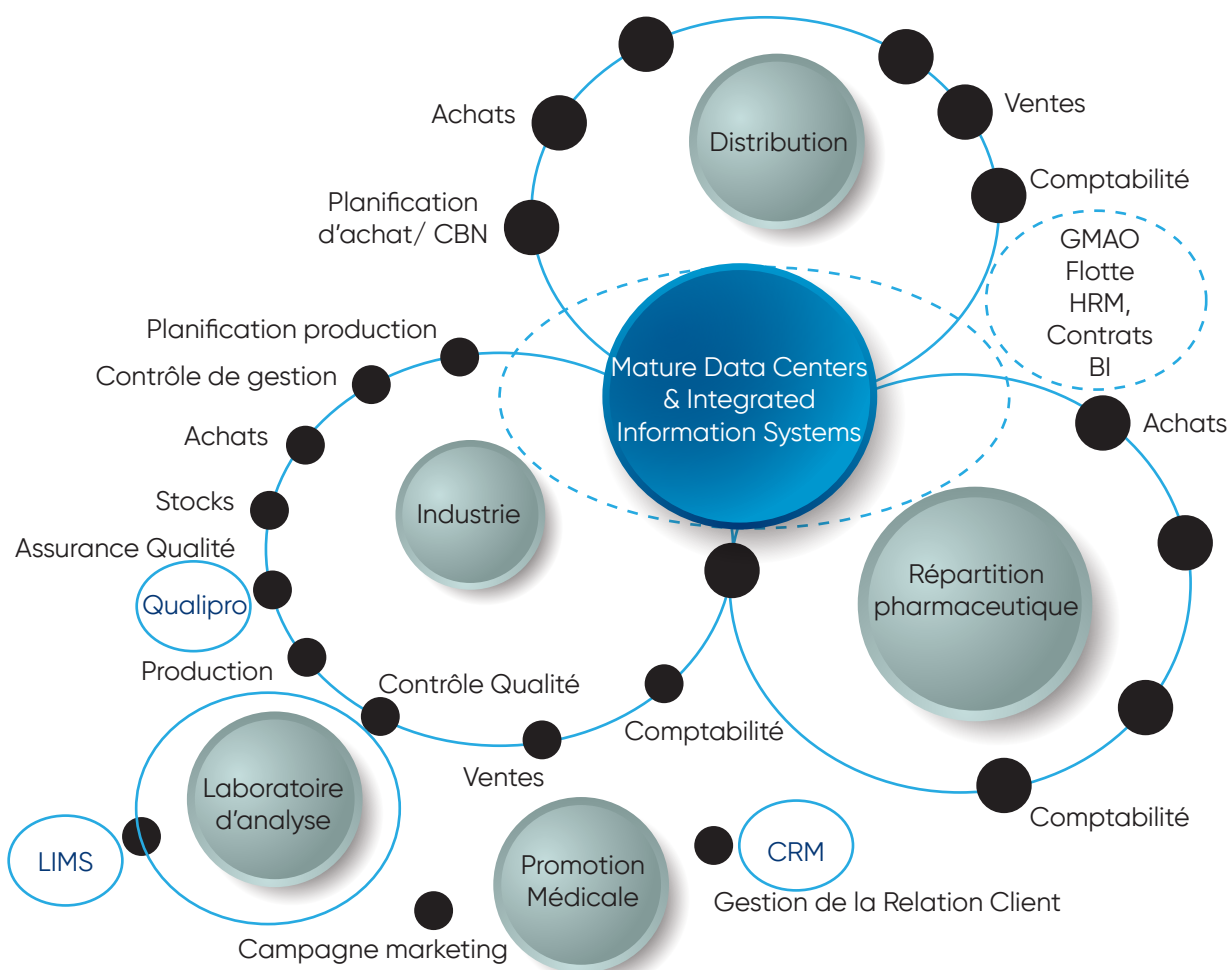 Achats
Ventes
Distribution
Comptabilité
Planification
d'achat/ CBN
GMAO
Flotte
HRM,
Contrats
BI
Planification production
Contrôle de gestion
Mature Data Centers
& Integrated
Information Systems
Achats
Achats
Stocks
Industrie
Assurance Qualité
Qualipro
Répartition
pharmaceutique
Production
Contrôle Qualité
Comptabilité
Ventes
Laboratoire
d'analyse
Comptabilité
LIMS
Promotion
Médicale
CRM
Gestion de la Relation Client
Campagne marketing